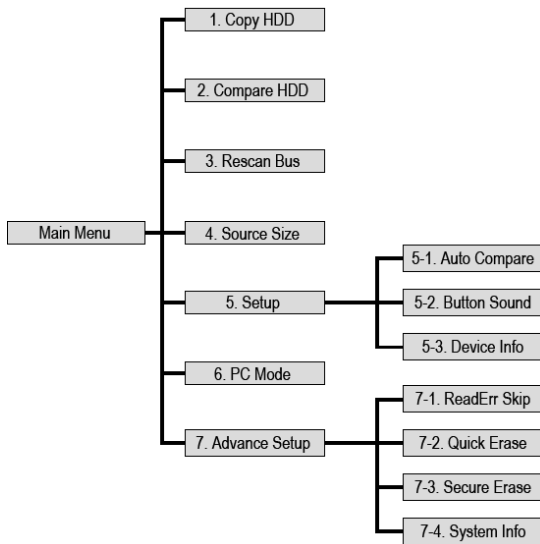 Main Menu
1. Copy HDD
2. Compare HDD
3. Rescan Bus
4. Source Size
5. Setup
5-1. Auto Compare
5-2. Button Sound
5-3. Device Info
6. PC Mode
7. Advance Setup
7-1. ReadErr Skip
7-2. Quick Erase
7-3. Secure Erase
7-4. System Info